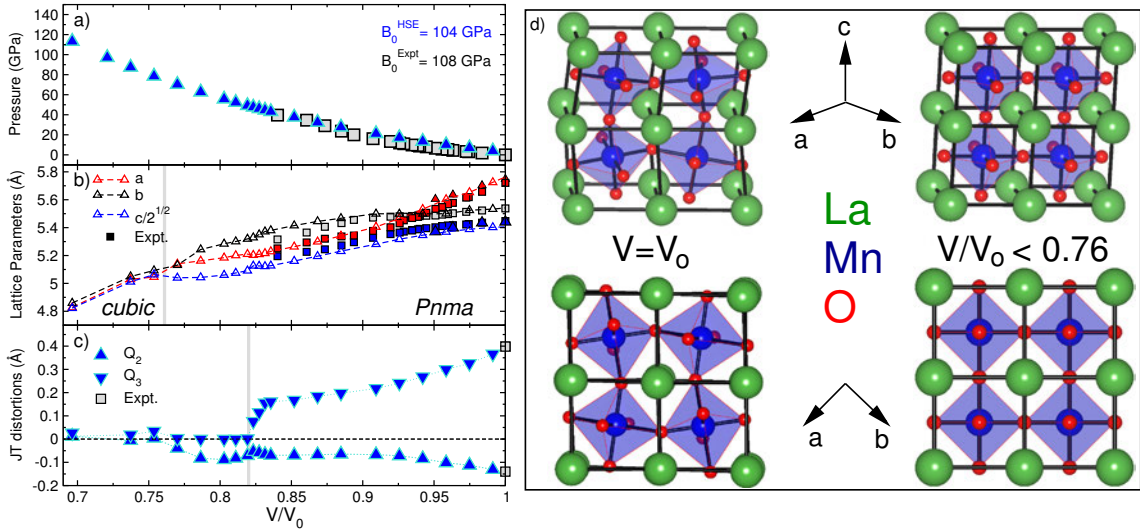 a)
B₀ᴴˢᴱ = 104 GPa
B₀ᴱˣᵖᵗ = 108 GPa
Pressure (GPa)
140
120
100
80
60
40
20
0
b)
a
b
c/2^1/2
Expt.
Lattice Parameters (Å)
5.8
5.6
5.4
5.2
5
4.8
cubic
Pnma
c)
Q₂
Q₃
Expt.
JT distortions (Å)
0.4
0.3
0.2
0.1
0
-0.1
-0.2
0.7 0.75 0.8 0.85 0.9 0.95 1
V/V₀
d)
c
a b
La
V=Vₒ Mn V/Vₒ < 0.76
O
a b